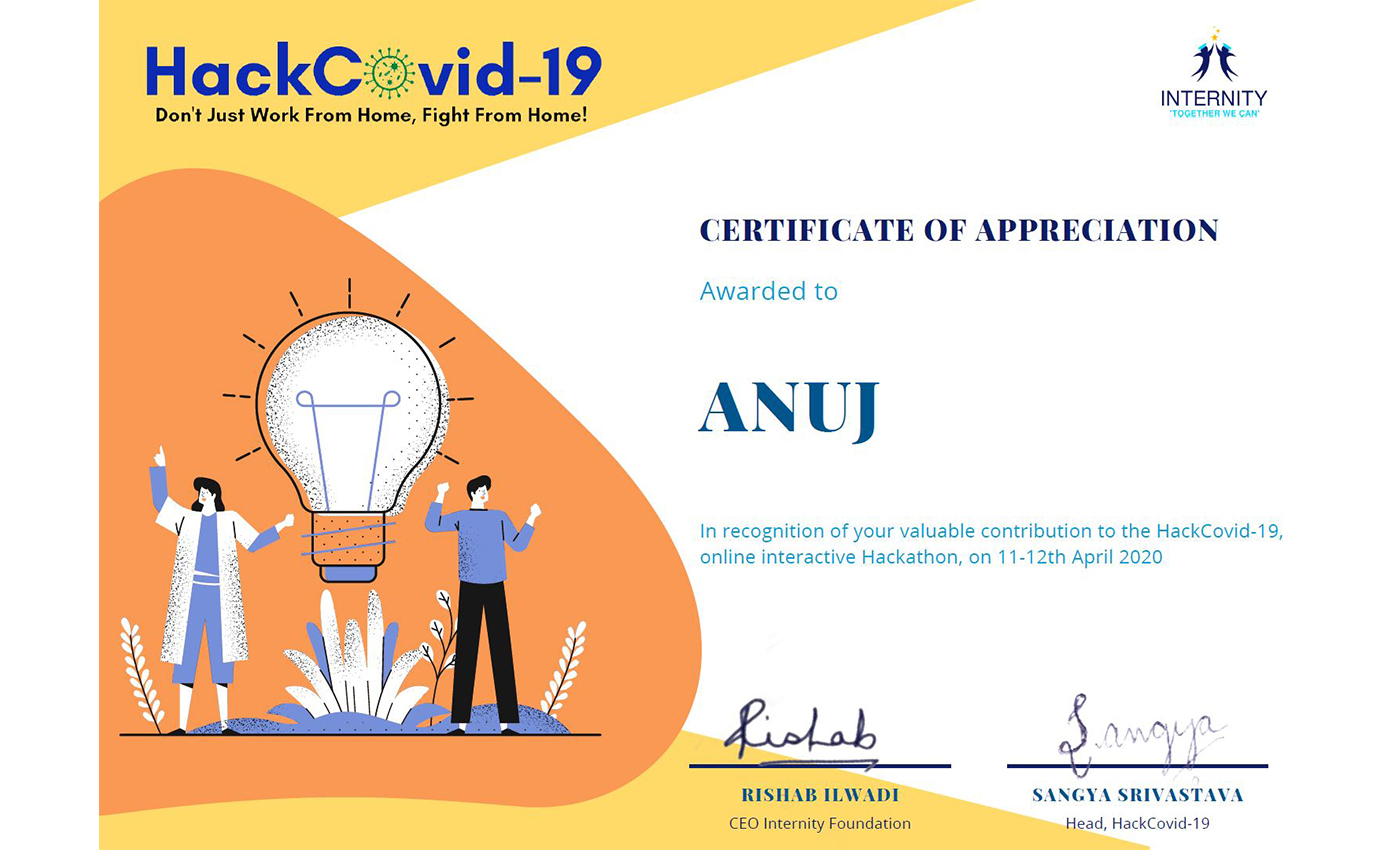 HackCovid-19
Don't Just Work From Home, Fight From Home!
INTERNITY
'TOGETHER WE CAN'
CERTIFICATE OF APPRECIATION
Awarded to
ANUJ
In recognition of your valuable contribution to the HackCovid-19,
online interactive Hackathon, on 11-12th April 2020
Rishab
Sangya
RISHAB ILWADI
SANGYA SRIVASTAVA
CEO Internity Foundation
Head, HackCovid-19